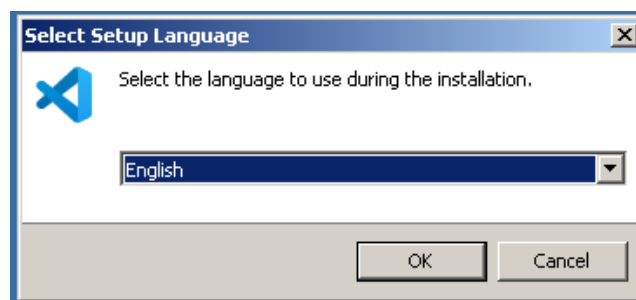 Select Setup Language
Select the language to use during the installation.
English
OK
Cancel